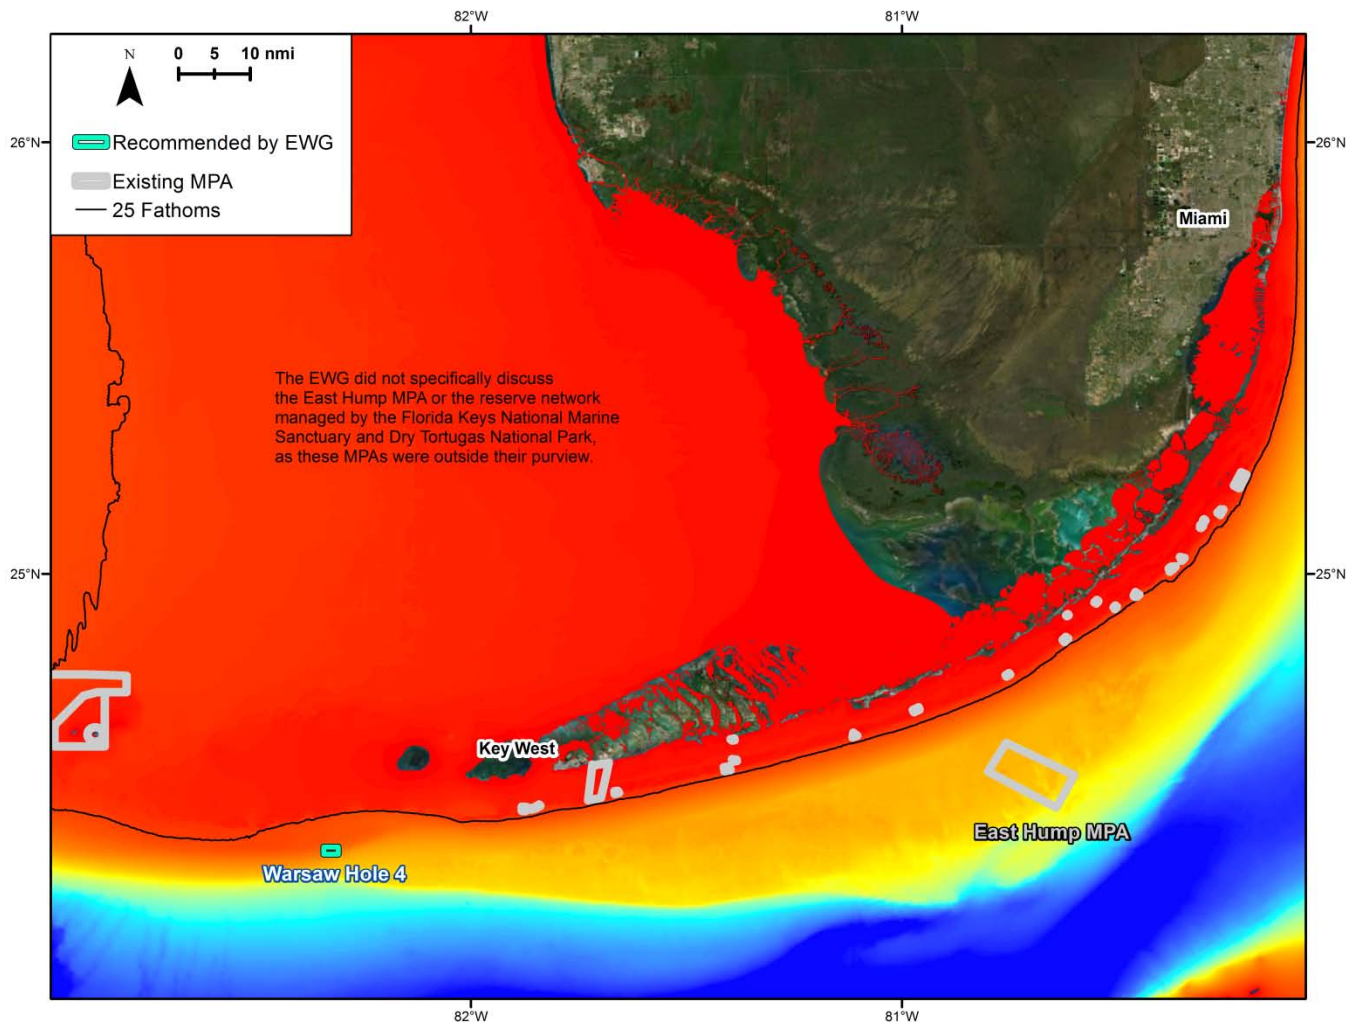 82°W 81°W
N 0 5 10 nmi
26°N 26°N
Recommended by EWG
Existing MPA
25 Fathoms
Miami
The EWG did not specifically discuss
the East Hump MPA or the reserve network
managed by the Florida Keys National Marine
Sanctuary and Dry Tortugas National Park,
as these MPAs were outside their purview.
25°N 25°N
Key West
East Hump MPA
Warsaw Hole 4
82°W 81°W